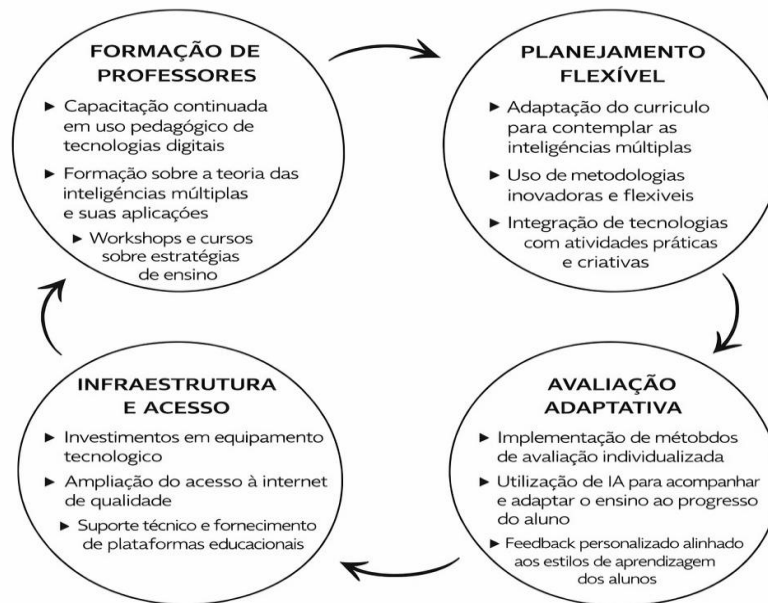 FORMAÇÃO DE
PROFESSORES
► Capacitação continuada
em uso pedagógico de
tecnologias digitais
► Formação sobre a teoria das
inteligências múltiplas
e suas aplicaçóes
► Workshops e cursos
sobre estratégias
de ensino
PLANEJAMENTO
FLEXÍVEL
► Adaptação do curriculo
para contemplar as
inteligências múltiplas
► Uso de metodologias
inovadoras e flexiveis
► Integração de tecnologias
com atividades práticas
e criativas
AVALIAÇÃO
ADAPTATIVA
► Implementação de métobdos
de avaliação individualizada
► Utilização de IA para acompanhar
e adaptar o ensino ao progresso
do aluno
► Feedback personalizado alinhado
aos estilos de aprendizagem
dos alunos
INFRAESTRUTURA
E ACESSO
► Investimentos em equipamento
tecnologico
► Ampliação do acesso à internet
de qualidade
► Suporte técnico e fornecimento
de plataformas educacionais